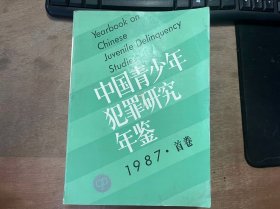 Yearbook on
Chinese
Juvenile Delinquency
Studies
中国青少年
犯罪研究
年鉴
1987·首卷